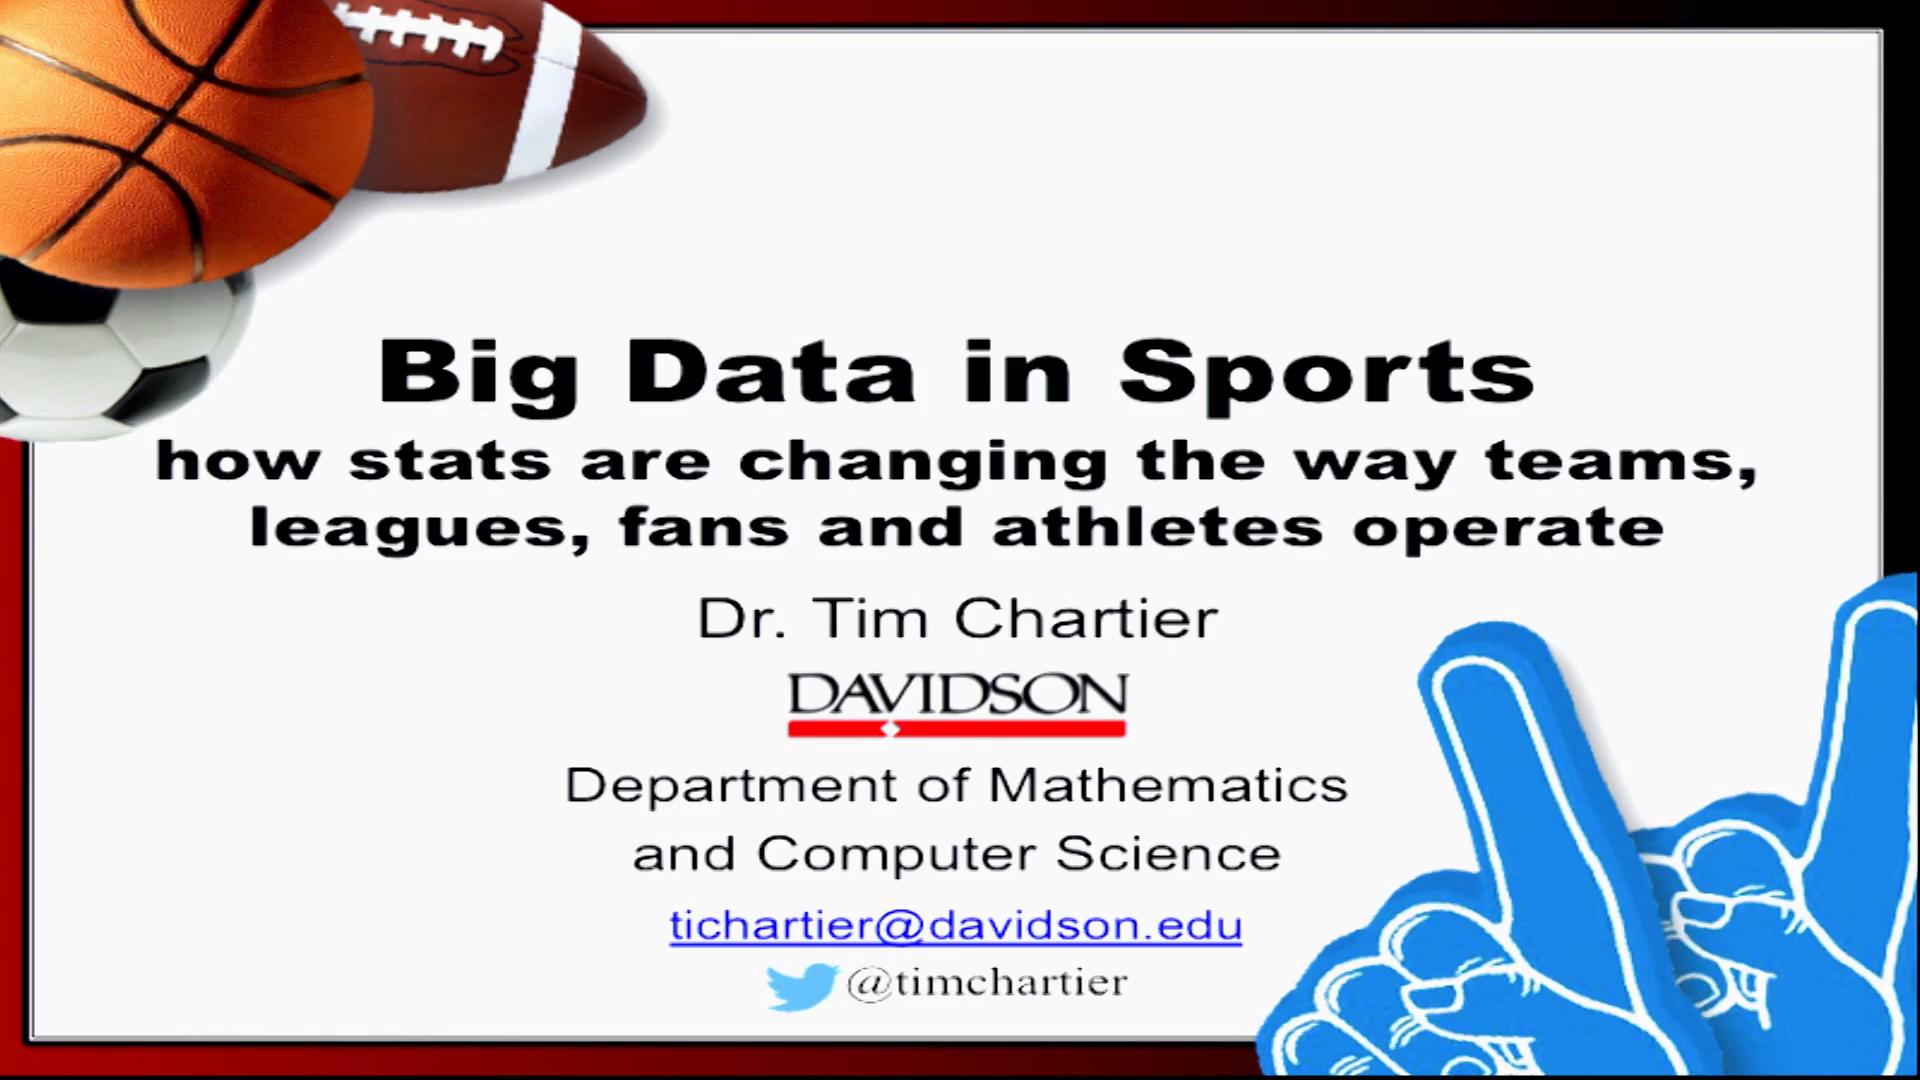 Big Data in Sports
how stats are changing the way teams,
leagues, fans and athletes operate
Dr. Tim Chartier
DAVIDSON
Department of Mathematics
and Computer Science
tichartier@davidson.edu
@timchartier